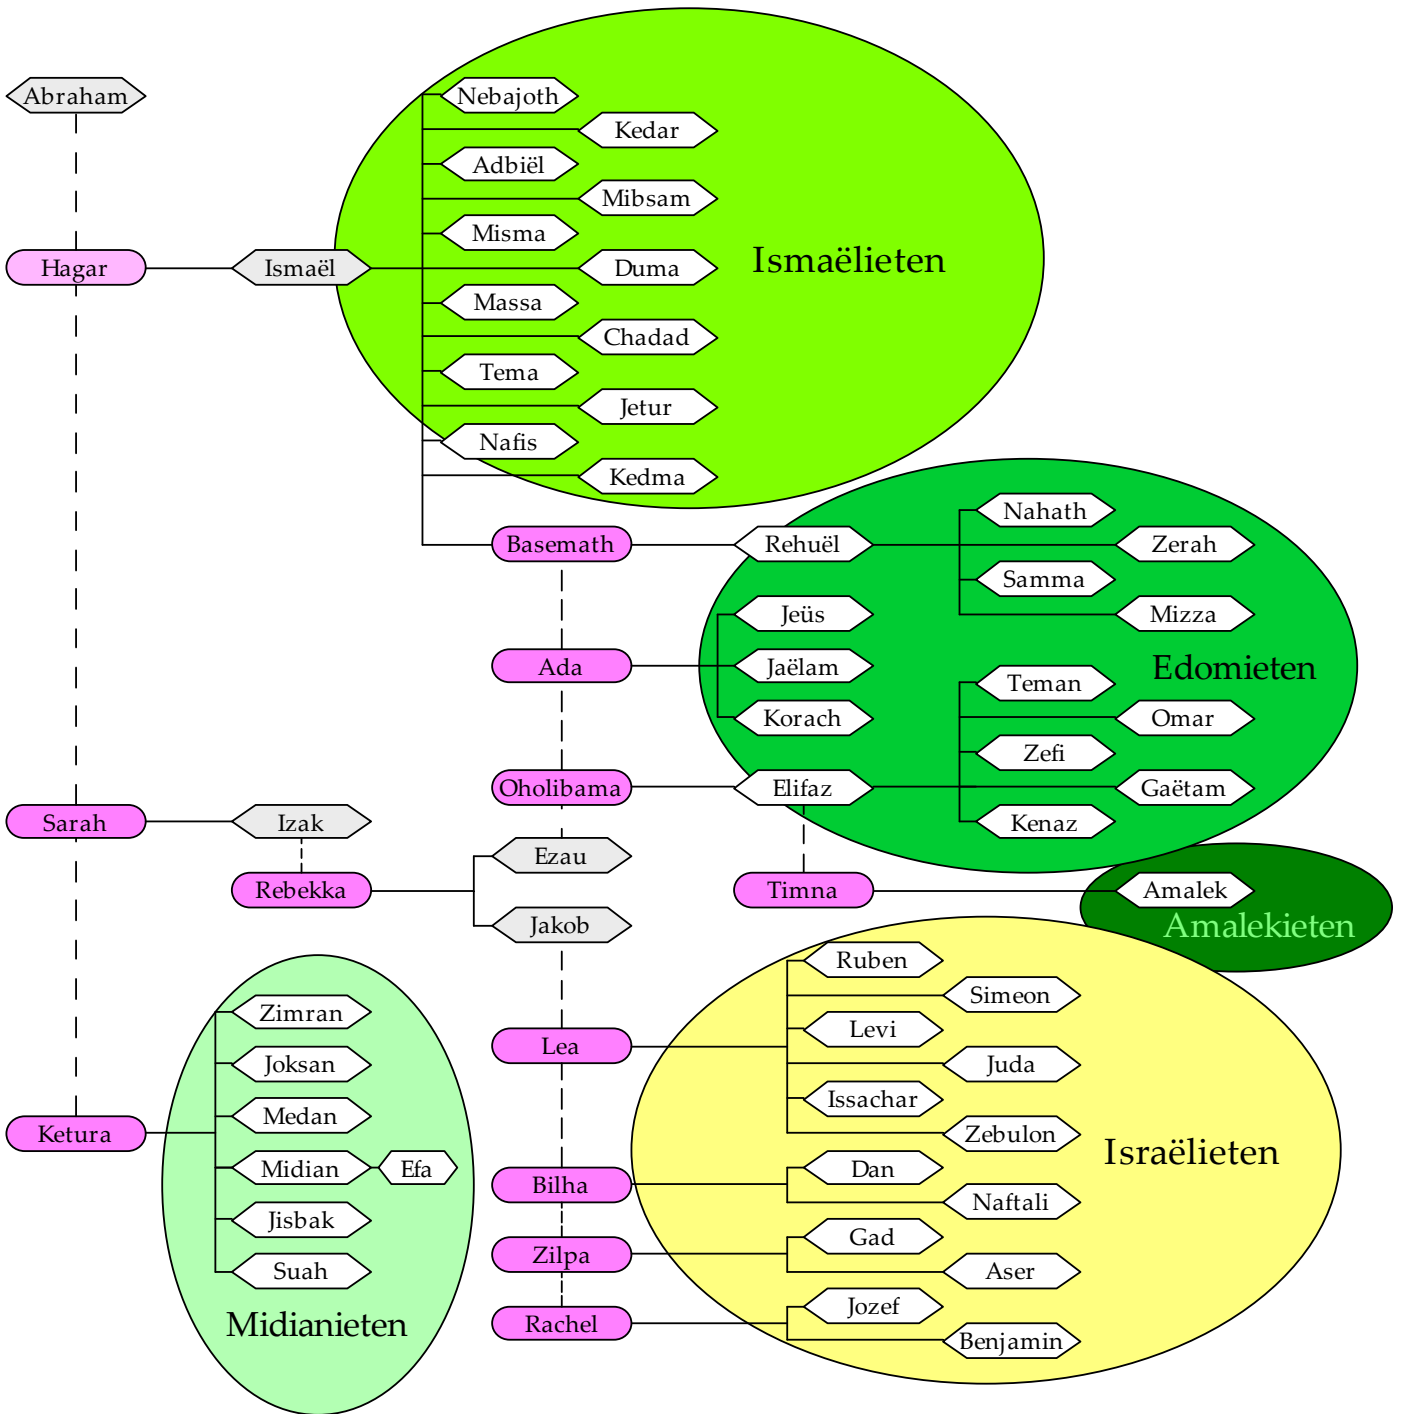 Abraham
Nebajoth
Kedar
Adbiël
Mibsam
Misma
Hagar
Ismaël
Duma
Ismaëlieten
Massa
Chadad
Tema
Jetur
Nafis
Kedma
Basemath
Rehuël
Nahath
Zerah
Samma
Jeüs
Mizza
Ada
Jaëlam
Edomieten
Korach
Teman
Omar
Zefi
Oholibama
Elifaz
Gaëtam
Kenaz
Sarah
Izak
Ezau
Rebekka
Timna
Amalek
Jakob
Amalekieten
Ruben
Simeon
Levi
Lea
Juda
Issachar
Zebulon
Israëlieten
Zimran
Joksan
Medan
Ketura
Midian
Efa
Jisbak
Suah
Midianieten
Dan
Bilha
Naftali
Gad
Zilpa
Aser
Jozef
Rachel
Benjamin